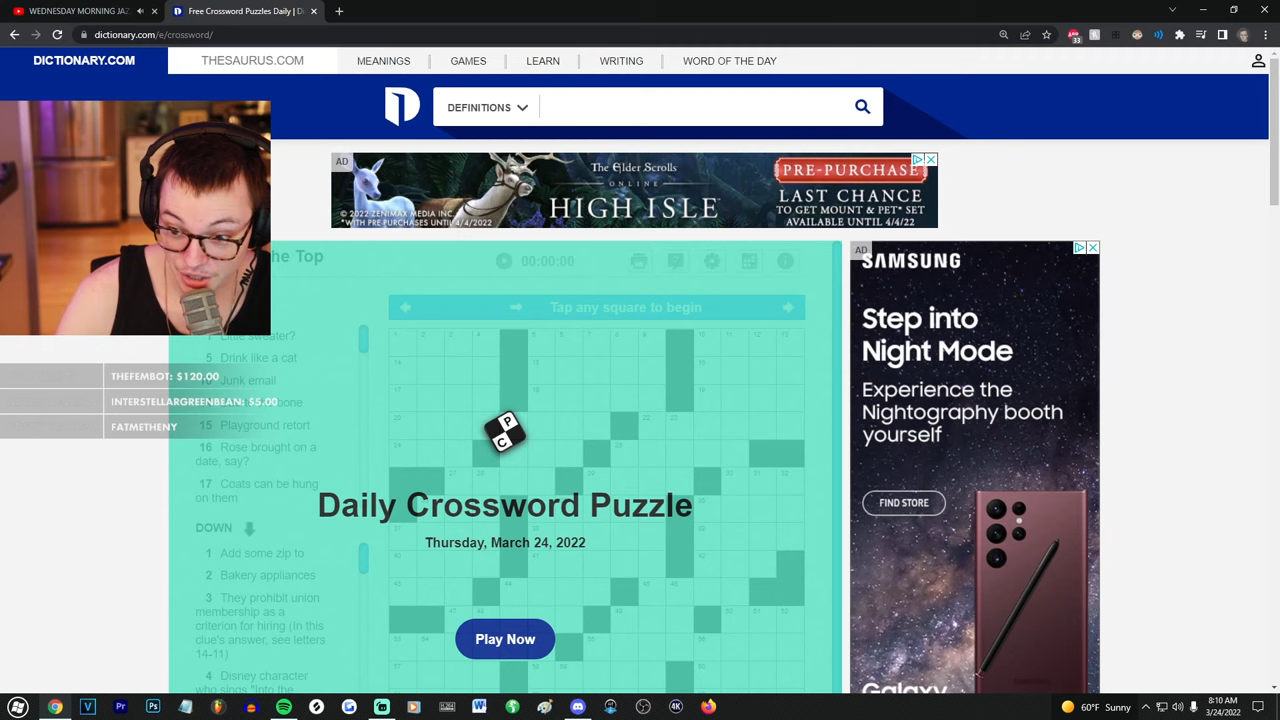 WEDNESDAY MORNING JAZ
Free Crossword Puzzle Daily | Di
dictionary.com/e/crossword/
33
DICTIONARY.COM
THESAURUS.COM
MEANINGS
GAMES
LEARN
WRITING
WORD OF THE DAY
DEFINITIONS
AD
The Elder Scrolls
ONLINE
HIGH ISLE
© 2022 ZENIMAX MEDIA INC.
*WITH PRE PURCHASES UNTIL 4/4/2022
PRE-PURCHASE
LAST CHANCE
TO GET MOUNT & PET* SET
AVAILABLE UNTIL 4/4/22
he Top
00:00:00
Tap any square to begin
sweater?
5 Drink like a cat
Junk email
bone
15 Playground retort
16 Rose brought on a
date, say?
17 Coats can be hung
on them
DOWN
1 Add some zip to
2 Bakery appliances
3 They prohibit union
membership as a
criterion for hiring (In this
clue's answer, see letters
14-11)
4 Disney character
who sings "Into the
THEFEMBOT: $120.00
INTERSTELLARGREENBEAN: $5.00
FATMETHENY
P
C
Daily Crossword Puzzle
Thursday, March 24, 2022
Play Now
AD
SAMSUNG
Step into
Night Mode
Experience the
Nightography booth
yourself
FIND STORE
Galaxy
60°F Sunny
8:10 AM
3/24/2022